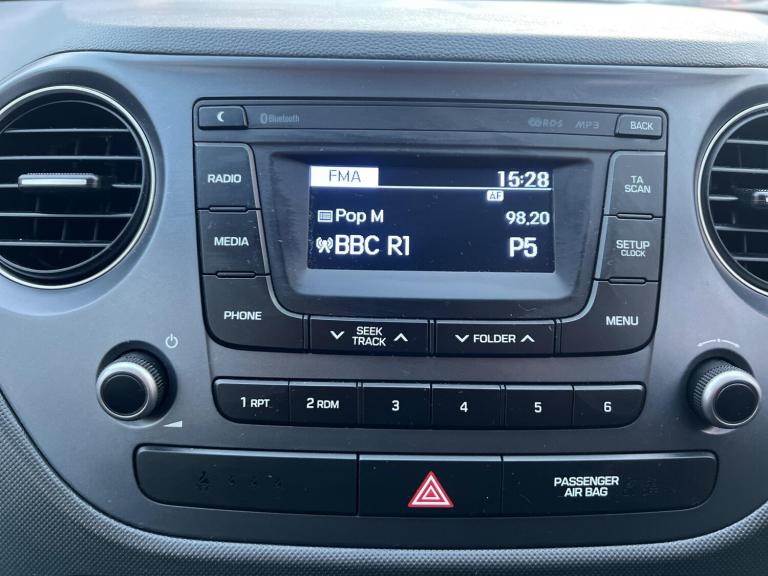 Bluetooth
RDS
MP3
BACK
RADIO
FMA
15:28
TA
SCAN
AF
Pop M
98.20
MEDIA
BBC R1
P5
SETUP
CLOCK
PHONE
SEEK
TRACK
FOLDER
MENU
1 RPT
2 RDM
3
4
5
6
PASSENGER
AIR BAG